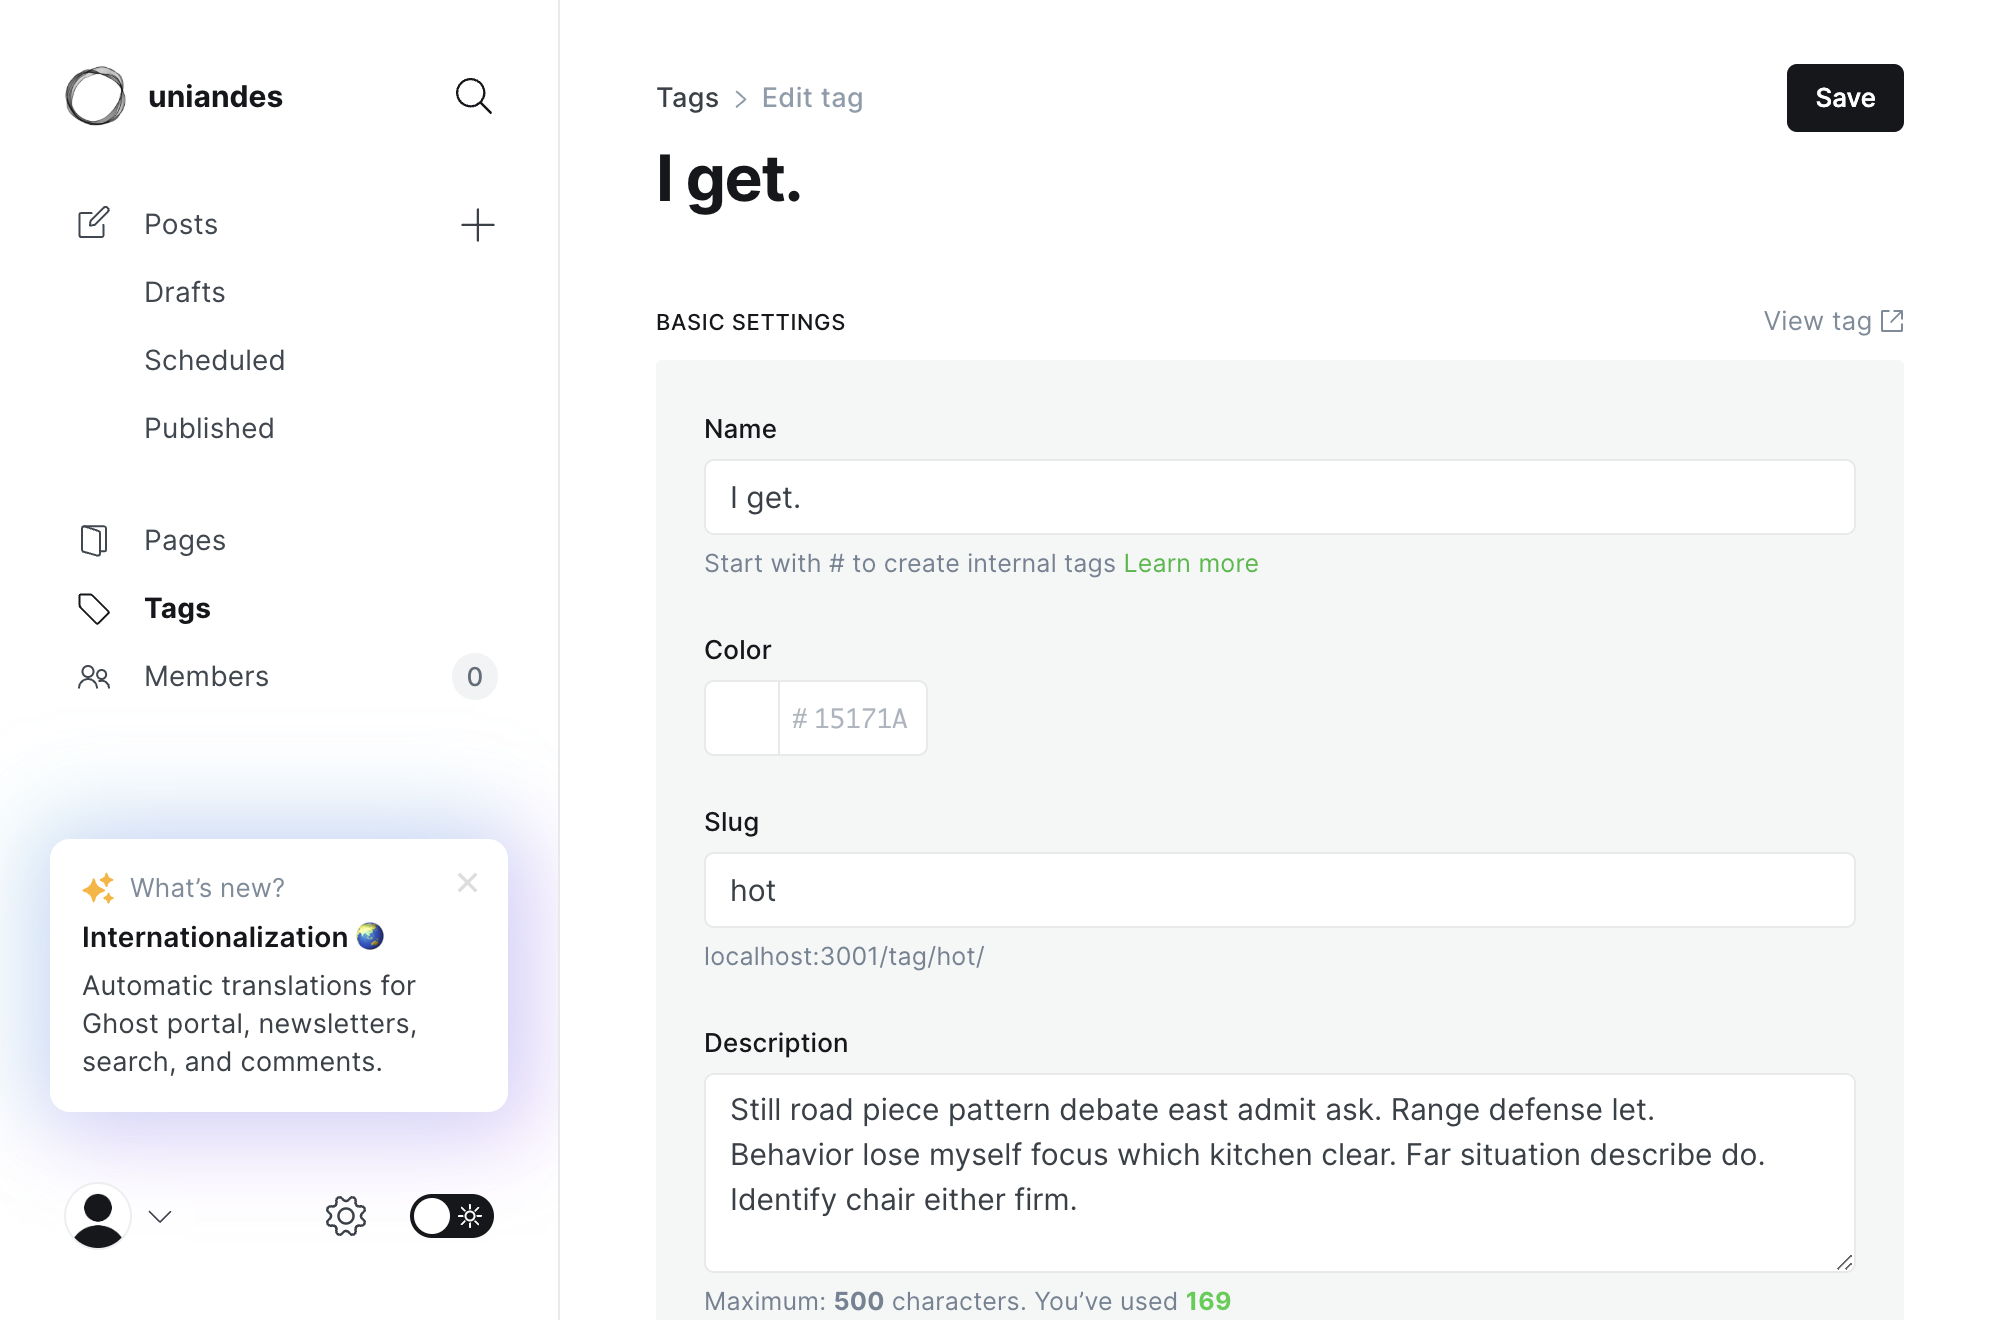 uniandes
Posts
Drafts
Scheduled
Published
Pages
Tags
Members
0
What’s new?
Internationalization
Automatic translations for
Ghost portal, newsletters,
search, and comments.
Tags > Edit tag
Save
I get.
BASIC SETTINGS
View tag
Name
I get.
Start with # to create internal tags Learn more
Color
# 15171A
Slug
hot
localhost:3001/tag/hot/
Description
Still road piece pattern debate east admit ask. Range defense let.
Behavior lose myself focus which kitchen clear. Far situation describe do.
Identify chair either firm.
Maximum: 500 characters. You’ve used 169